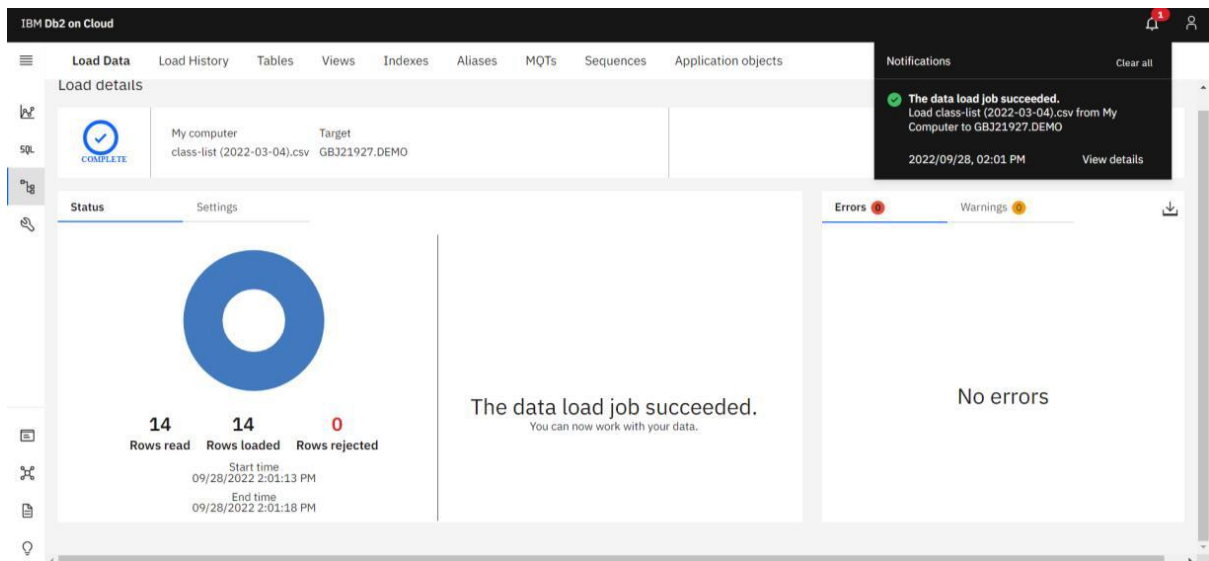 IBM Db2 on Cloud
1
Load Data Load History Tables Views Indexes Aliases MQTs Sequences Application objects
Notifications Clear all
The data load job succeeded.
Load class-list (2022-03-04).csv from My
Computer to GBJ21927.DEMO
2022/09/28, 02:01 PM View details
Load details
SQL
COMPLETE
My computer Target
class-list (2022-03-04).csv GBJ21927.DEMO
Status Settings
Errors 0 Warnings 0
14 14 0
Rows read Rows loaded Rows rejected
Start time
09/28/2022 2:01:13 PM
End time
09/28/2022 2:01:18 PM
The data load job succeeded.
You can now work with your data.
No errors